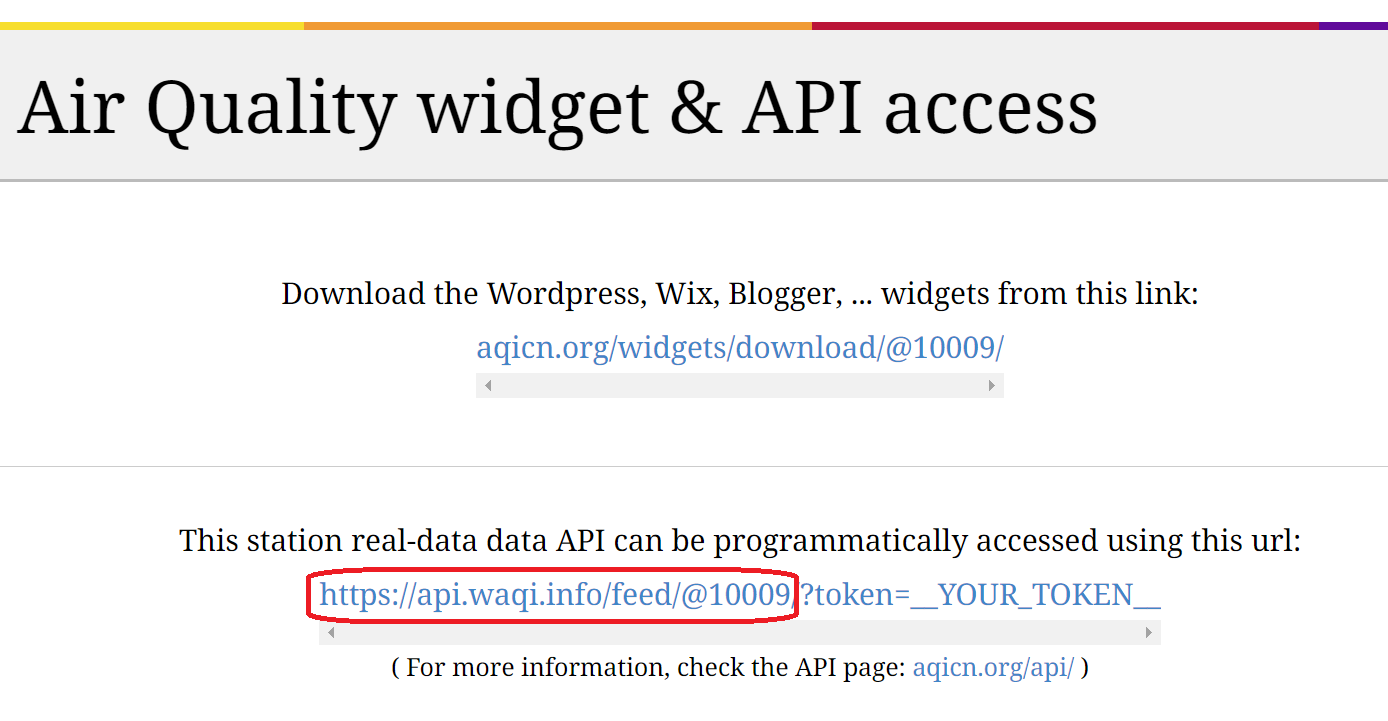 Air Quality widget & API access
Download the Wordpress, Wix, Blogger, ... widgets from this link:
aqicn.org/widgets/download/@10009/
This station real-data data API can be programmatically accessed using this url:
https://api.waqi.info/feed/@10009/?token=__YOUR_TOKEN__
( For more information, check the API page: aqicn.org/api/ )